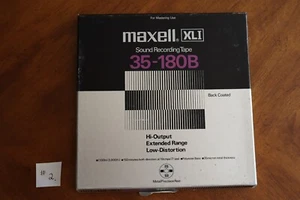 For Mastering Use
maxell XLI
Sound Recording Tape
35-180B
Back Coated
Hi-Output
Extended Range
Low-Distortion
# 2